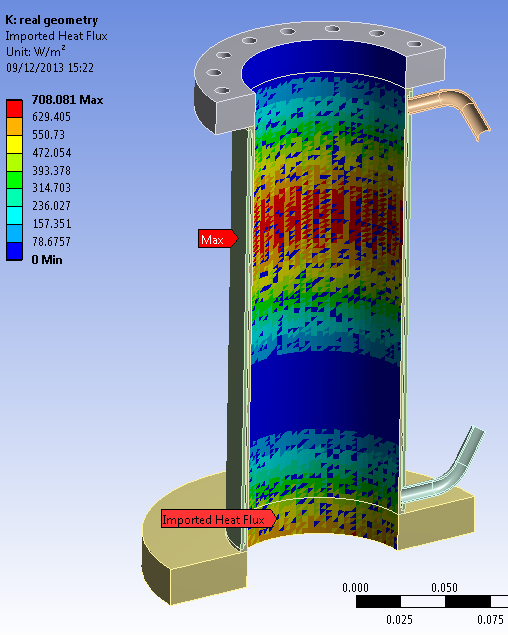 K: real geometry
Imported Heat Flux
Unit: W/m²
09/12/2013 15:22
708.081 Max
629.405
550.73
472.054
393.378
314.703
236.027
157.351
78.6757
0 Min
Max
Imported Heat Flux
0.000 0.050
0.025 0.075